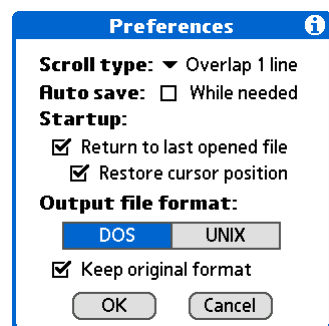 Preferences i
Scroll type: Overlap 1 line
Auto save: While needed
Startup:
Return to last opened file
Restore cursor position
Output file format:
DOS UNIX
Keep original format
OK Cancel